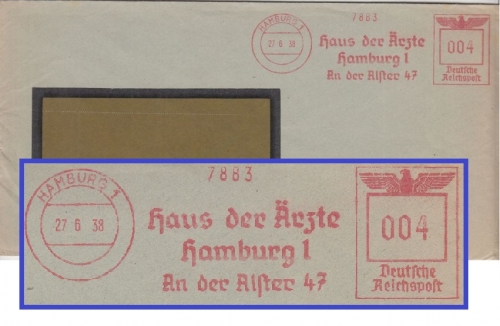 HAMBURG 1
27 6 38
7883
Haus der Ärzte
Hamburg 1
An der Alster 47
004
Deutsche
Reichspost
HAMBURG 1
27 6 38
7883
Haus der Ärzte
Hamburg 1
An der Alster 47
004
Deutsche
Reichspost